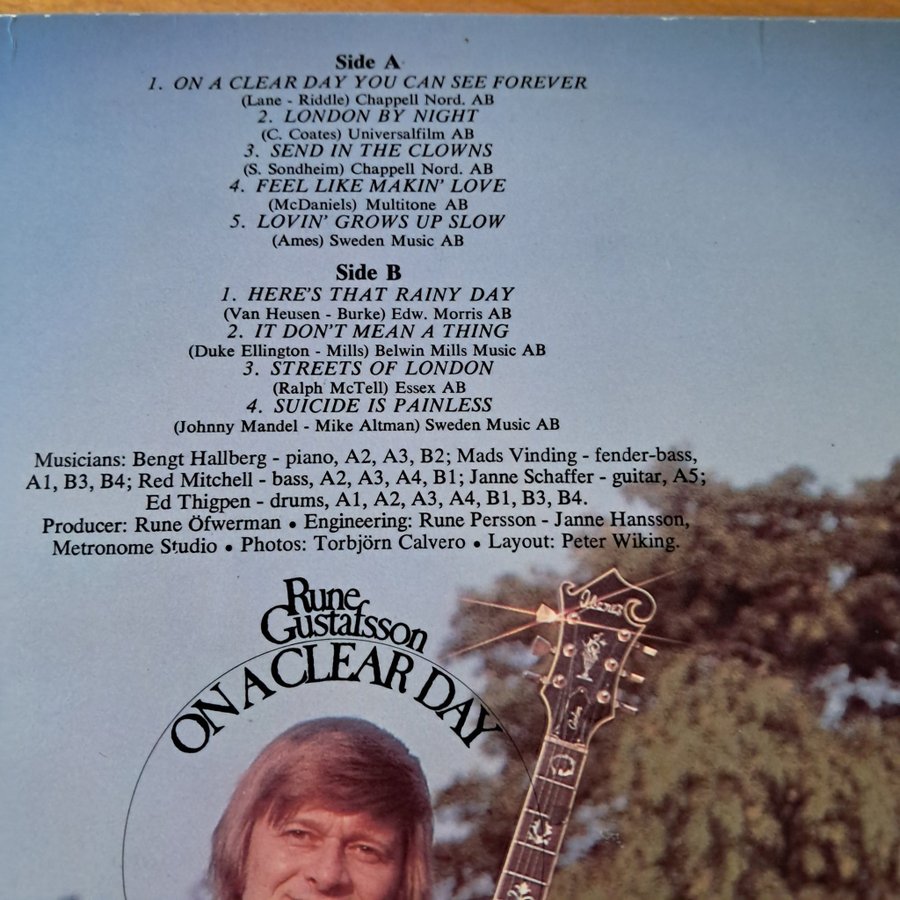 Side A
1. ON A CLEAR DAY YOU CAN SEE FOREVER
(Lane - Riddle) Chappell Nord. AB
2. LONDON BY NIGHT
(C. Coates) Universalfilm AB
3. SEND IN THE CLOWNS
(S. Sondheim) Chappell Nord. AB
4. FEEL LIKE MAKIN' LOVE
(McDaniels) Multitone AB
5. LOVIN' GROWS UP SLOW
(Ames) Sweden Music AB
Side B
1. HERE'S THAT RAINY DAY
(Van Heusen - Burke) Edw. Morris AB
2. IT DON'T MEAN A THING
(Duke Ellington - Mills) Belwin Mills Music AB
3. STREETS OF LONDON
(Ralph McTell) Essex AB
4. SUICIDE IS PAINLESS
(Johnny Mandel - Mike Altman) Sweden Music AB
Musicians: Bengt Hallberg - piano, A2, A3, B2; Mads Vinding - fender-bass,
A1, B3, B4; Red Mitchell - bass, A2, A3, A4, B1; Janne Schaffer - guitar, A5;
Ed Thigpen - drums, A1, A2, A3, A4, B1, B3, B4.
Producer: Rune Öfwerman • Engineering: Rune Persson - Janne Hansson,
Metronome Studio • Photos: Torbjörn Calvero • Layout: Peter Wiking.
Rune
Gustafsson
ON A CLEAR DAY
Ibanez